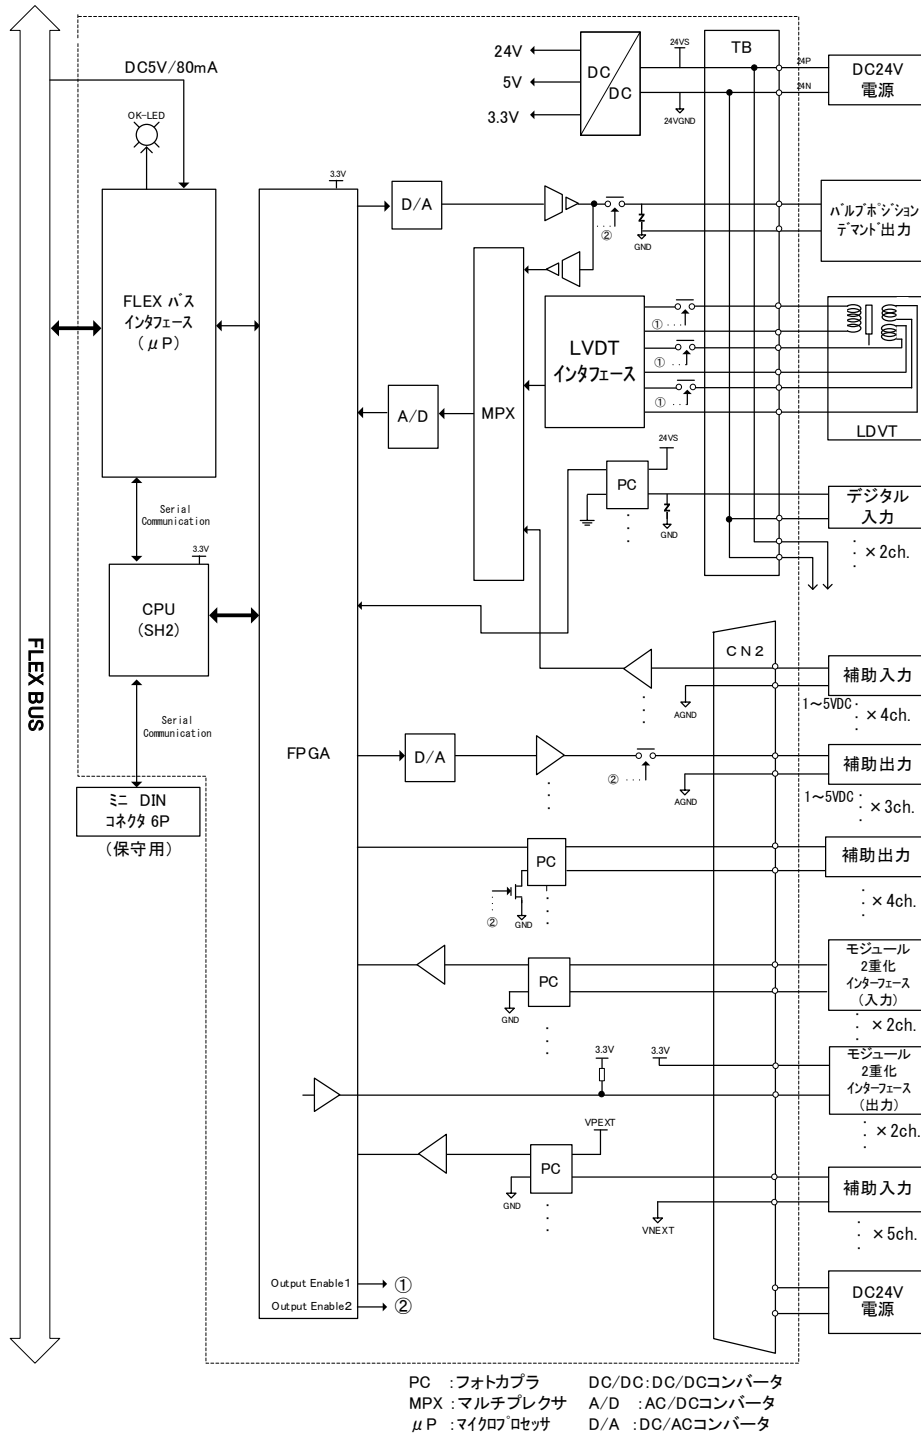 DC5V/80mA
OK-LED
24V
5V
3.3V
DC
DC
24VS
24VGND
TB
24P
24N
DC24V
電源
FLEX バス
インタフェース
(μP)
3.3V
D/A
②
GND
バルブポジション
デマンド出力
MPX
LVDT
インタフェース
①
①
①
LDVT
A/D
24VS
PC
GND
デジタル
入力
×2ch.
Serial
Communication
3.3V
CPU
(SH2)
FLEX BUS
Serial
Communication
ミニ DIN
コネクタ 6P
(保守用)
FPGA
CN2
AGND
補助入力
1～5VDC
×4ch.
D/A
②
AGND
補助出力
1～5VDC
×3ch.
PC
②
GND
補助出力
×4ch.
PC
GND
モジュール
2重化
インターフェース
(入力)
×2ch.
3.3V
3.3V
モジュール
2重化
インターフェース
(出力)
×2ch.
VPEXT
PC
GND
VNEXT
補助入力
×5ch.
Output Enable1
①
Output Enable2
②
DC24V
電源
PC :フォトカプラ DC/DC:DC/DCコンバータ
MPX :マルチプレクサ A/D :AC/DCコンバータ
μP :マイクロプロセッサ D/A :DC/ACコンバータ